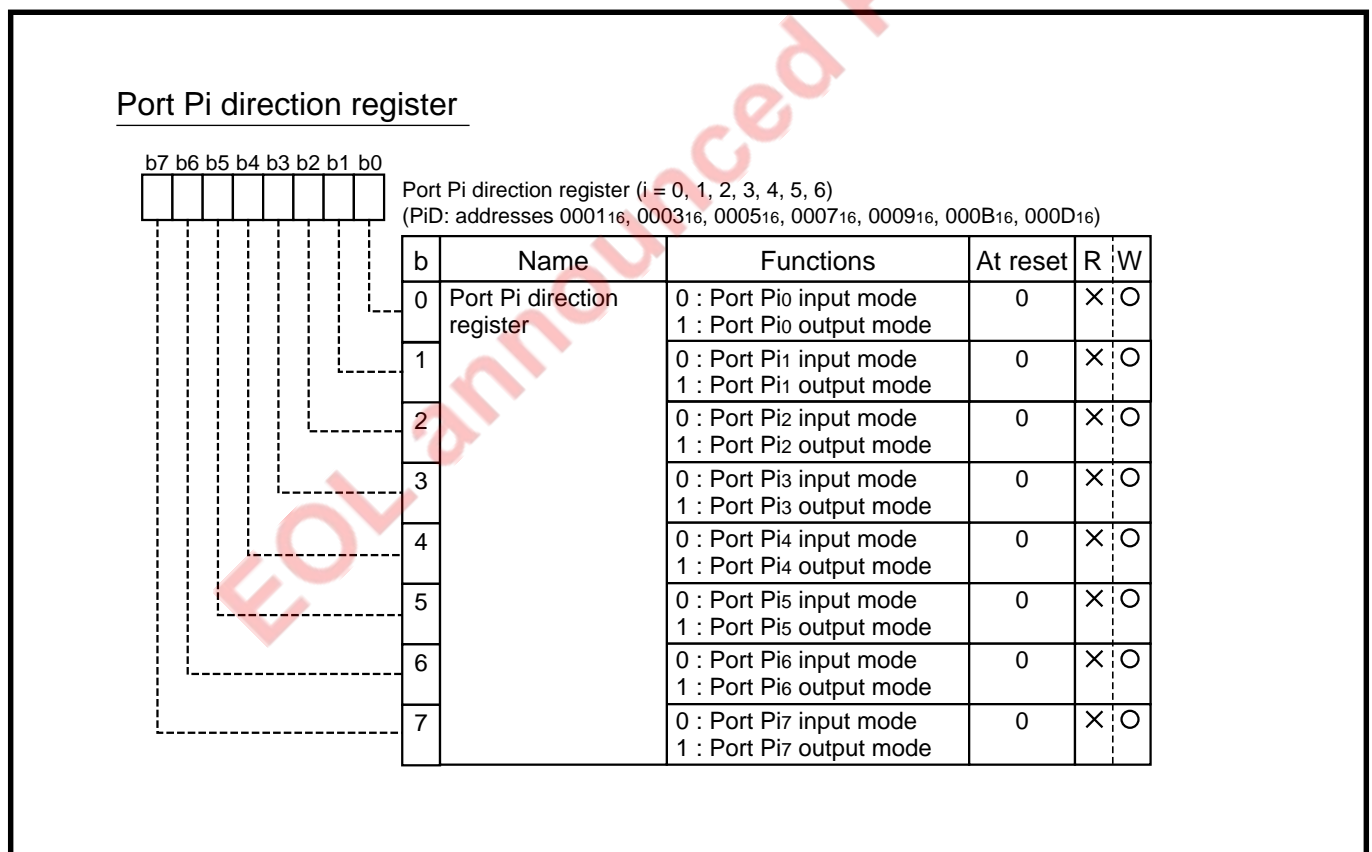 EOL announced
Port Pi direction register
b7 b6 b5 b4 b3 b2 b1 b0
Port Pi direction register (i = 0, 1, 2, 3, 4, 5, 6)
(PiD: addresses 0001₁₆, 0003₁₆, 0005₁₆, 0007₁₆, 0009₁₆, 000B₁₆, 000D₁₆)
b Name Functions At reset R W
0 Port Pi direction register 0 : Port Pi₀ input mode 0 × ○
1 : Port Pi₀ output mode
1 0 : Port Pi₁ input mode 0 × ○
1 : Port Pi₁ output mode
2 0 : Port Pi₂ input mode 0 × ○
1 : Port Pi₂ output mode
3 0 : Port Pi₃ input mode 0 × ○
1 : Port Pi₃ output mode
4 0 : Port Pi₄ input mode 0 × ○
1 : Port Pi₄ output mode
5 0 : Port Pi₅ input mode 0 × ○
1 : Port Pi₅ output mode
6 0 : Port Pi₆ input mode 0 × ○
1 : Port Pi₆ output mode
7 0 : Port Pi₇ input mode 0 × ○
1 : Port Pi₇ output mode